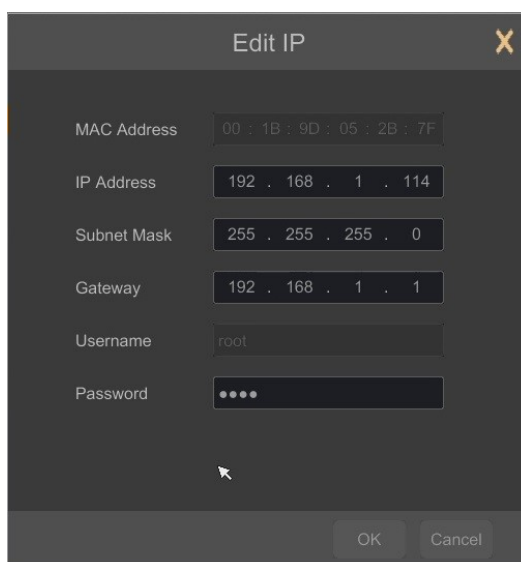 Edit IP X
MAC Address 00 : 1B : 9D : 05 : 2B : 7F
IP Address 192 . 168 . 1 . 114
Subnet Mask 255 . 255 . 255 . 0
Gateway 192 . 168 . 1 . 1
Username root
Password ••••
OK Cancel